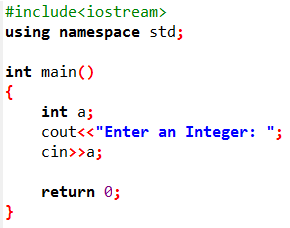 #include<iostream>
using namespace std;
int main()
{
int a;
cout<<"Enter an Integer: ";
cin>>a;
return 0;
}